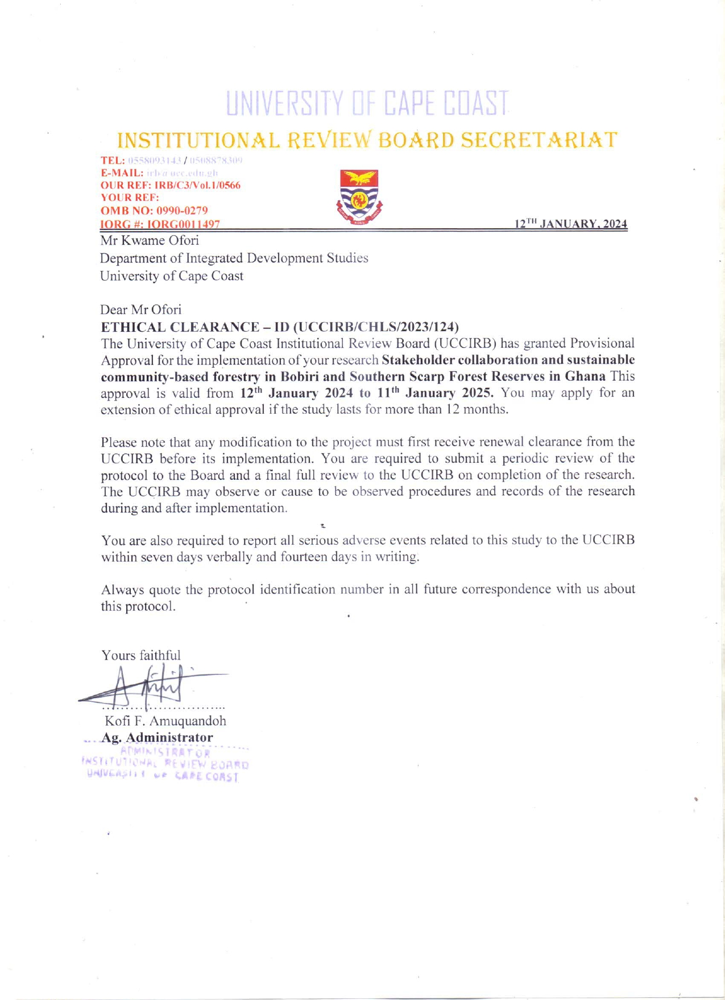 UNIVERSITY OF CAPE COAST
INSTITUTIONAL REVIEW BOARD SECRETARIAT
TEL: 0558093143 / 0508878309
E-MAIL: irb@ucc.edu.gh
OUR REF: IRB/C3/Vol.1/0566
YOUR REF:
OMB NO: 0990-0279
IORG #: IORG0011497
12TH JANUARY, 2024
Mr Kwame Ofori
Department of Integrated Development Studies
University of Cape Coast
Dear Mr Ofori
ETHICAL CLEARANCE – ID (UCCIRB/CHLS/2023/124)
The University of Cape Coast Institutional Review Board (UCCIRB) has granted Provisional
Approval for the implementation of your research Stakeholder collaboration and sustainable
community-based forestry in Bobiri and Southern Scarp Forest Reserves in Ghana This
approval is valid from 12th January 2024 to 11th January 2025. You may apply for an
extension of ethical approval if the study lasts for more than 12 months.
Please note that any modification to the project must first receive renewal clearance from the
UCCIRB before its implementation. You are required to submit a periodic review of the
protocol to the Board and a final full review to the UCCIRB on completion of the research.
The UCCIRB may observe or cause to be observed procedures and records of the research
during and after implementation.
You are also required to report all serious adverse events related to this study to the UCCIRB
within seven days verbally and fourteen days in writing.
Always quote the protocol identification number in all future correspondence with us about
this protocol.
Yours faithful
Kofi F. Amuquandoh
Ag. Administrator
ADMINISTRATOR
INSTITUTIONAL REVIEW BOARD
UNIVERSITY OF CAPE COAST